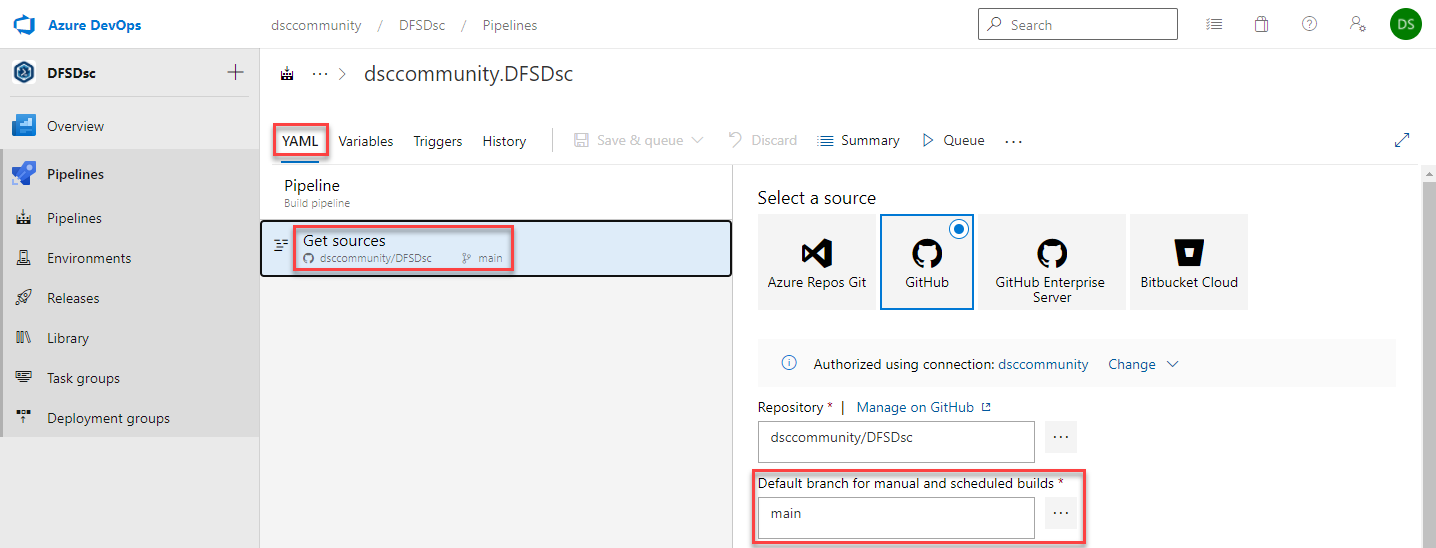 Azure DevOps
dsccommunity / DFSDsc / Pipelines
Search
DS
DFSDsc
Overview
Pipelines
Pipelines
Environments
Releases
Library
Task groups
Deployment groups
dsccommunity.DFSDsc
YAML Variables Triggers History Save & queue Discard Summary Queue
Pipeline
Build pipeline
Get sources
dsccommunity/DFSDsc main
Select a source
Azure Repos Git
GitHub
GitHub Enterprise
Server
Bitbucket Cloud
Authorized using connection: dsccommunity Change
Repository * | Manage on GitHub
dsccommunity/DFSDsc
Default branch for manual and scheduled builds *
main